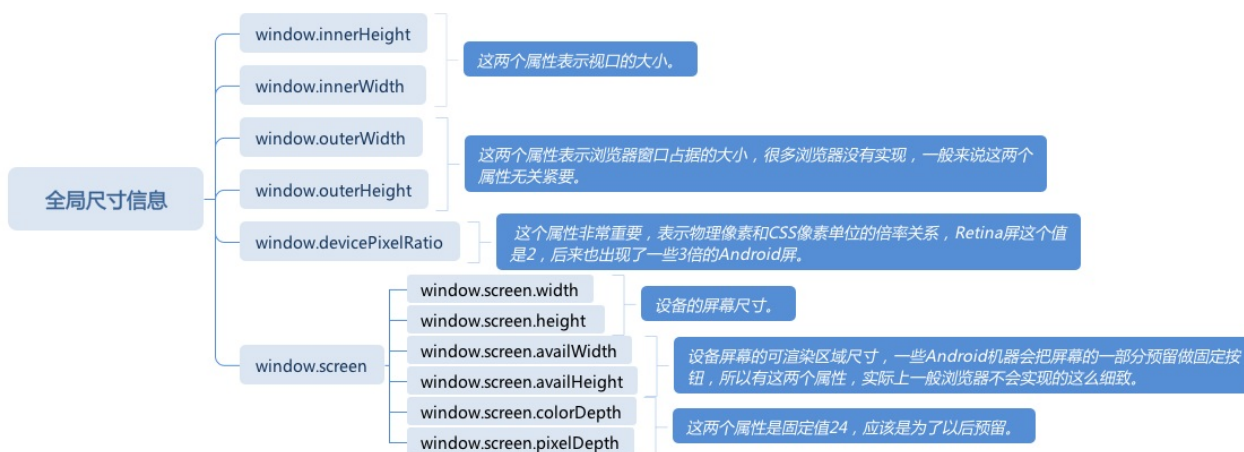 全局尺寸信息
window.innerHeight
window.innerWidth
这两个属性表示视口的大小。
window.outerWidth
window.outerHeight
这两个属性表示浏览器窗口占据的大小，很多浏览器没有实现，一般来说这两个
属性无关紧要。
window.devicePixelRatio
这个属性非常重要，表示物理像素和CSS像素单位的倍率关系，Retina屏这个值
是2，后来也出现了一些3倍的Android屏。
window.screen
window.screen.width
window.screen.height
设备的屏幕尺寸。
window.screen.availWidth
window.screen.availHeight
设备屏幕的可渲染区域尺寸，一些Android机器会把屏幕的一部分预留做固定按
钮，所以有这两个属性，实际上一般浏览器不会实现的这么细致。
window.screen.colorDepth
window.screen.pixelDepth
这两个属性是固定值24，应该是为了以后预留。